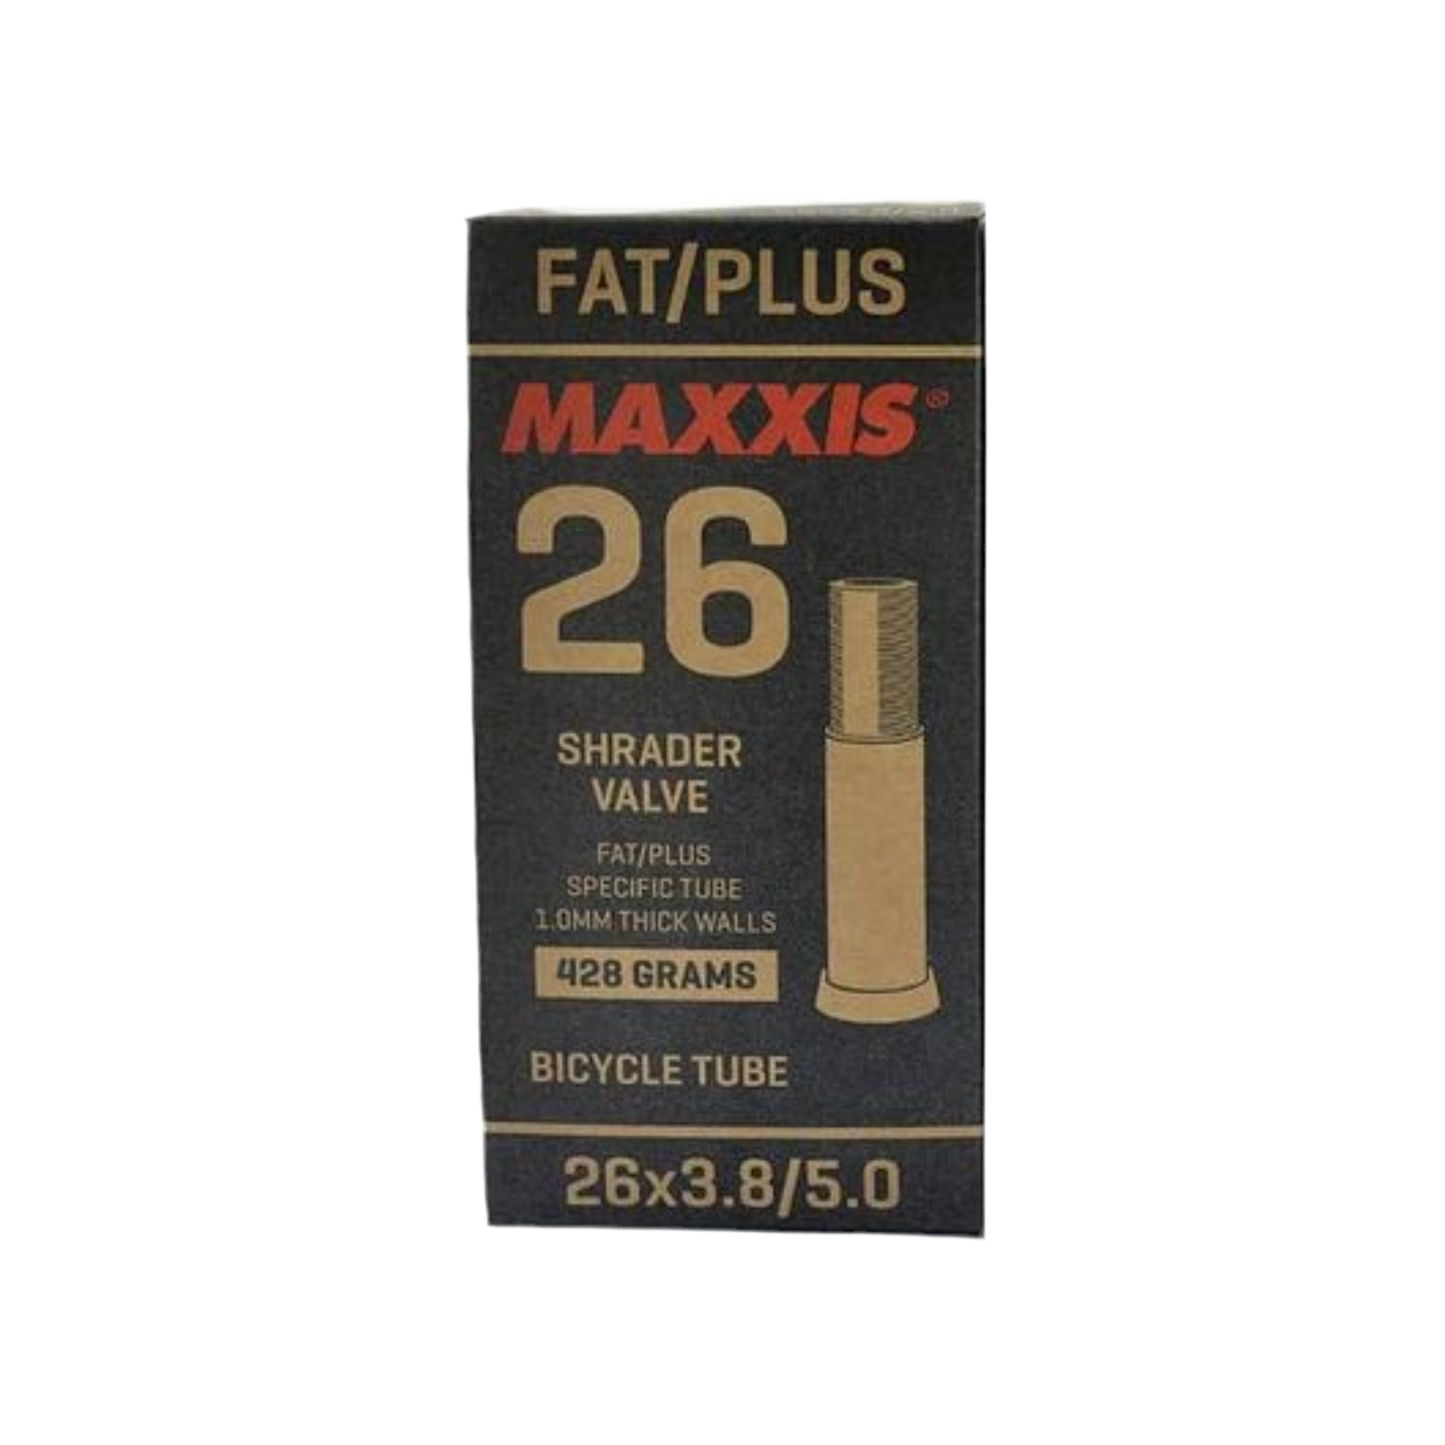 FAT/PLUS
MAXXIS®
26
SHRADER
VALVE
FAT/PLUS
SPECIFIC TUBE
1.0MM THICK WALLS
428 GRAMS
BICYCLE TUBE
26x3.8/5.0